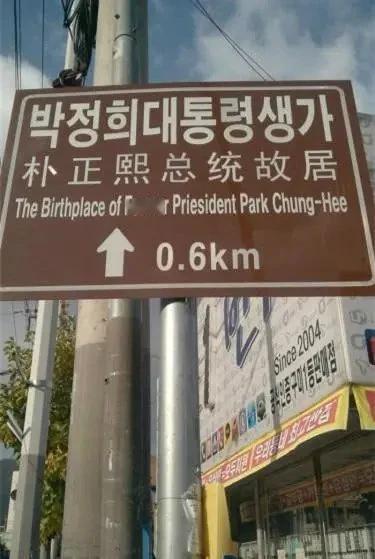 박정희대통령생가
朴正熙总统故居
The Birthplace of Priesident Park Chung-Hee
0.6km
Since 2004